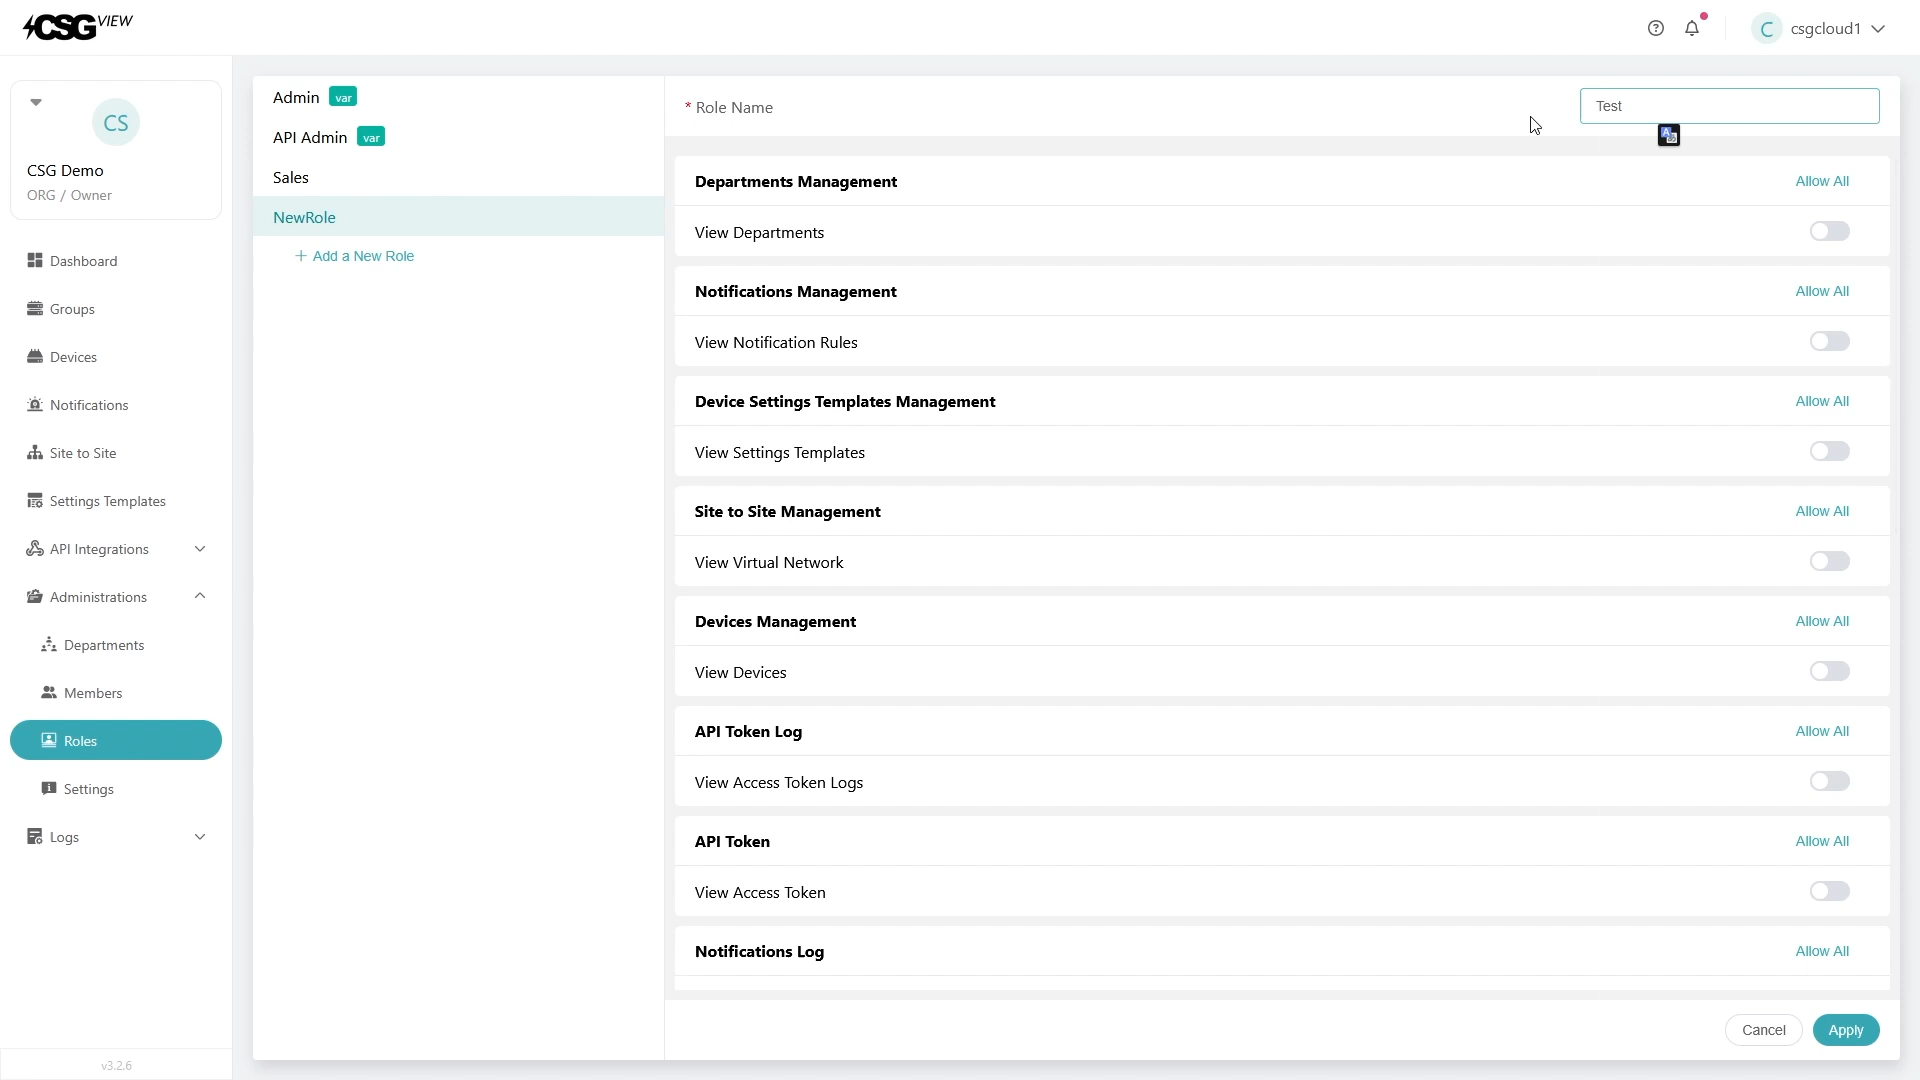 CSG VIEW
csgcloud1
C
CS
CSG Demo
ORG / Owner
Dashboard
Groups
Devices
Notifications
Site to Site
Settings Templates
API Integrations
Administrations
Departments
Members
Roles
Settings
Logs
v3.2.6
Admin var
API Admin var
Sales
NewRole
+ Add a New Role
* Role Name
Test
Departments Management Allow All
View Departments
Notifications Management Allow All
View Notification Rules
Device Settings Templates Management Allow All
View Settings Templates
Site to Site Management Allow All
View Virtual Network
Devices Management Allow All
View Devices
API Token Log Allow All
View Access Token Logs
API Token Allow All
View Access Token
Notifications Log Allow All
Cancel Apply